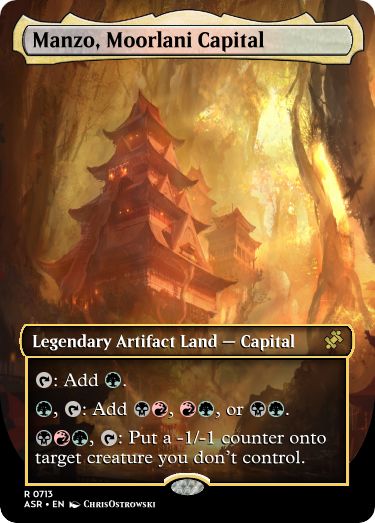 Manzo, Moorlani Capital
Legendary Artifact Land — Capital
: Add .
, : Add , , or .
, : Put a -1/-1 counter onto
target creature you don't control.
R 0713
ASR • EN ChrisOstrowski